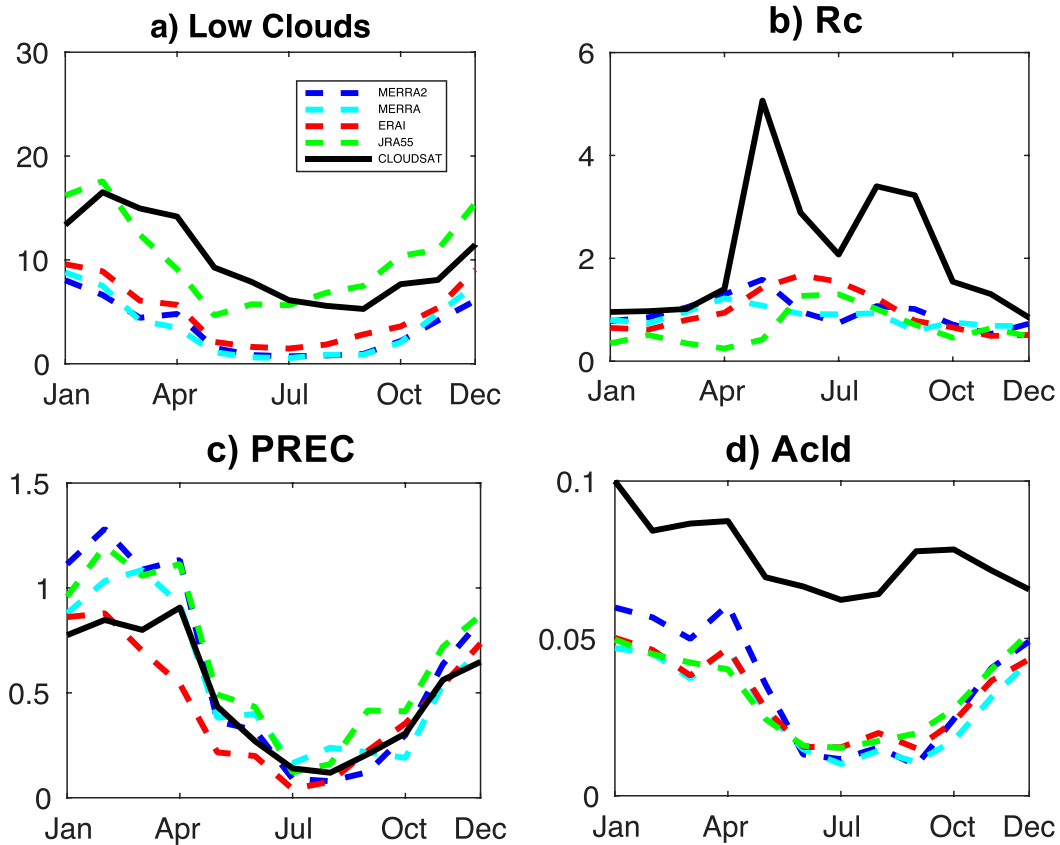 a) Low Clouds
30
20
10
0
Jan Apr Jul Oct Dec
MERRA2
MERRA
ERAI
JRA55
CLOUDSAT
b) Rc
6
4
2
0
Jan Apr Jul Oct Dec
c) PREC
1.5
1
0.5
0
Jan Apr Jul Oct Dec
d) Acld
0.1
0.05
0
Jan Apr Jul Oct Dec